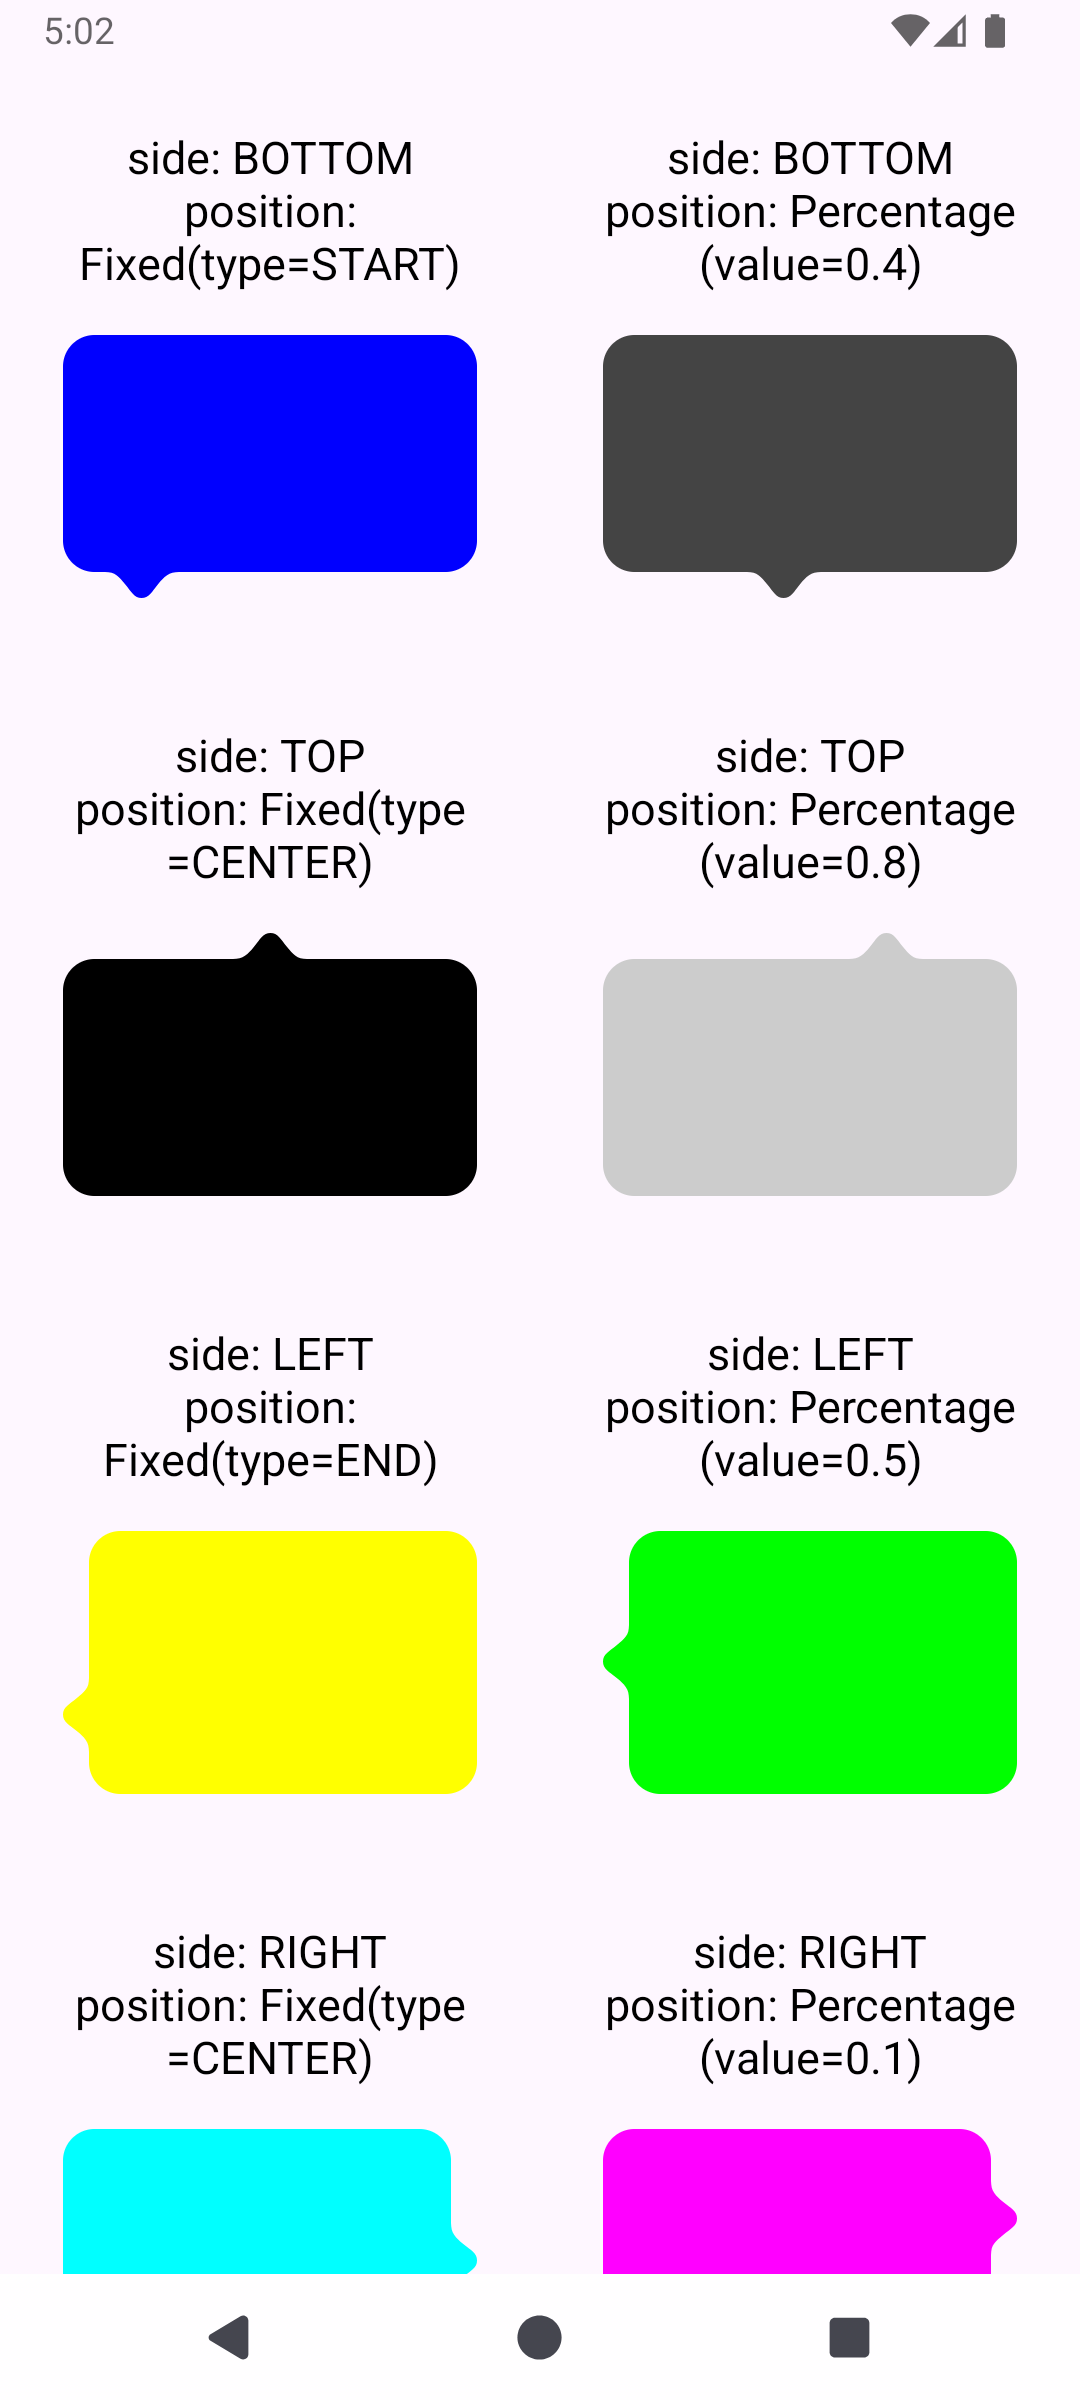 5:02
side: BOTTOM
position:
Fixed(type=START)
side: BOTTOM
position: Percentage
(value=0.4)
side: TOP
position: Fixed(type
=CENTER)
side: TOP
position: Percentage
(value=0.8)
side: LEFT
position:
Fixed(type=END)
side: LEFT
position: Percentage
(value=0.5)
side: RIGHT
position: Fixed(type
=CENTER)
side: RIGHT
position: Percentage
(value=0.1)